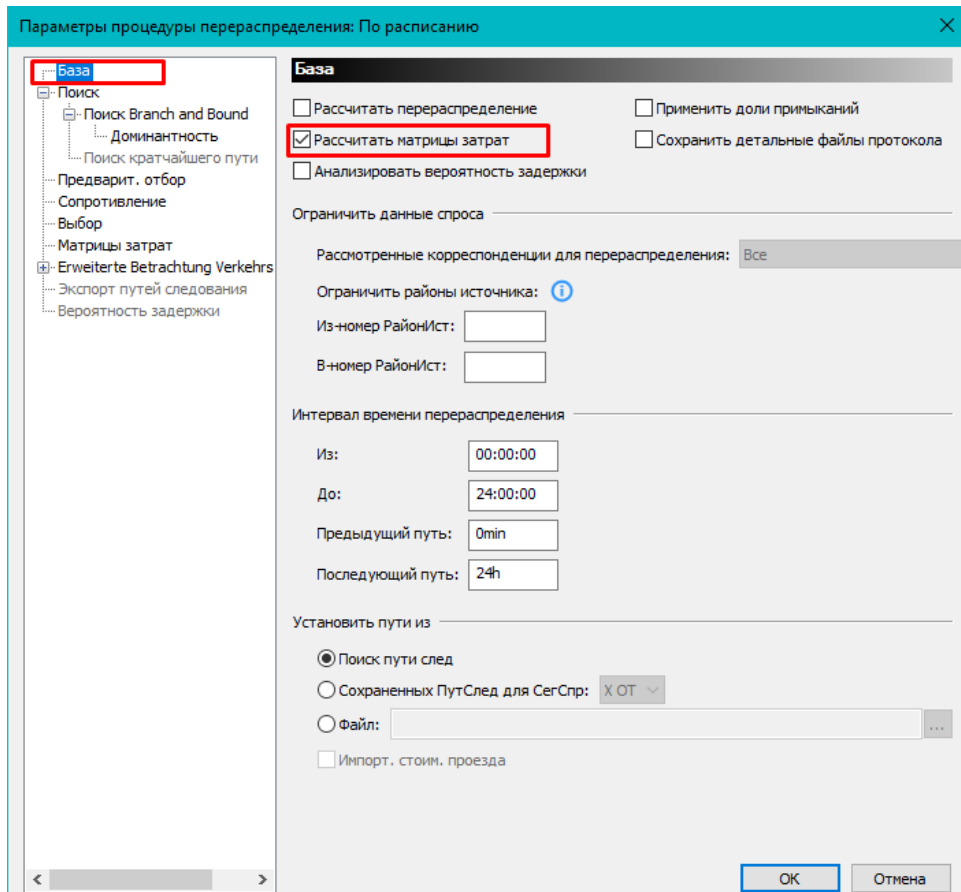 Параметры процедуры перераспределения: По расписанию
База
Поиск
Поиск Branch and Bound
Доминантность
Поиск кратчайшего пути
Предварит. отбор
Сопротивление
Выбор
Матрицы затрат
Erweiterte Betrachtung Verkehrs
Экспорт путей следования
Вероятность задержки
База
Рассчитать перераспределение
Применить доли примыканий
Рассчитать матрицы затрат
Сохранить детальные файлы протокола
Анализировать вероятность задержки
Ограничить данные спроса
Рассмотренные корреспонденции для перераспределения: Все
Ограничить районы источника:
Из-номер РайонИст:
В-номер РайонИст:
Интервал времени перераспределения
Из: 00:00:00
До: 24:00:00
Предыдущий путь: 0min
Последующий путь: 24h
Установить пути из
Поиск пути след
Сохраненных ПутСлед для СегСпр: X ОТ
Файл: ...
Импорт. стоим. проезда
ОК Отмена